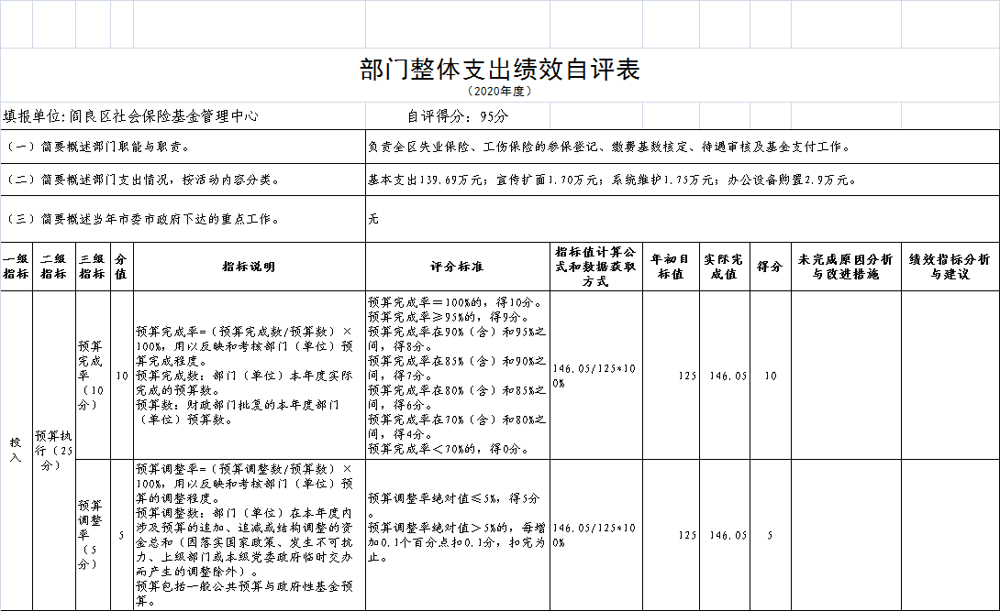 部门整体支出绩效自评表
（2020年度）
填报单位：阎良区社会保险基金管理中心
自评得分：95分
（一）简要概述部门职能与职责。
负责全区失业保险、工伤保险的参保登记、缴费基数核定、待遇审核及基金支付工作。
（二）简要概述部门支出情况，按活动内容分类。
基本支出139.69万元；宣传扩面1.70万元；系统维护1.75万元；办公设备购置2.9万元。
（三）简要概述当年市委市政府下达的重点工作。
无
一级
指标
二级
指标
三级
指标
分
值
指标说明
评分标准
指标值计算公
式和数据获取
方式
年初目
标值
实际完
成值
得分
未完成原因分析
与改进措施
绩效指标分析
与建议
投
入
预算执
行（25
分）
预算
完成
率
（10
分）
10
预算完成率=（预算完成数/预算数）×
100%，用以反映和考核部门（单位）预
算完成程度。
预算完成数：部门（单位）本年度实际
完成的预算数。
预算数：财政部门批复的本年度部门
（单位）预算数。
预算完成率＝100%的，得10分。
预算完成率≥95%的，得9分。
预算完成率在90%（含）和95%之
间，得8分。
预算完成率在85%（含）和90%之
间，得7分。
预算完成率在80%（含）和85%之
间，得6分。
预算完成率在70%（含）和80%之
间，得4分。
预算完成率＜70%的，得0分。
146.05/125*10
0%
125
146.05
10
预算
调整
率
（5
分）
5
预算调整率=（预算调整数/预算数）×
100%，用以反映和考核部门（单位）预
算的调整程度。
预算调整数：部门（单位）在本年度内
涉及预算的追加、追减或结构调整的资
金总和（因落实国家政策、发生不可抗
力、上级部门或本级党委政府临时交办
而产生的调整除外）。
预算包括一般公共预算与政府性基金预
算。
预算调整率绝对值≤5%，得5分
。
预算调整率绝对值＞5%的，每增
加0.1个百分点扣0.1分，扣完为
止。
146.05/125*10
0%
125
146.05
5